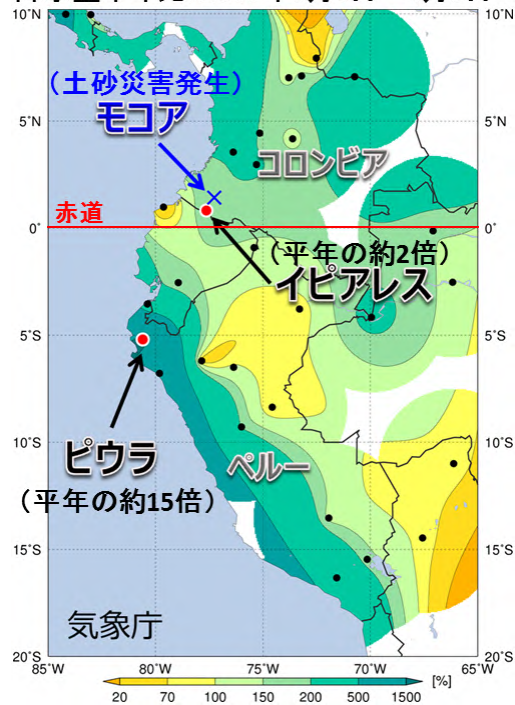 10°N
10°N
（土砂災害発生）
モコア
5°N
5°N
コロンビア
赤道
0°
0°
（平年の約2倍）
イピアレス
5°S
5°S
10°S
10°S
ピウラ
ペルー
（平年の約15倍）
15°S
15°S
気象庁
20°S
20°S
85°W
80°W
75°W
70°W
65°W
[%]
20
70
100
150
200
500
1500